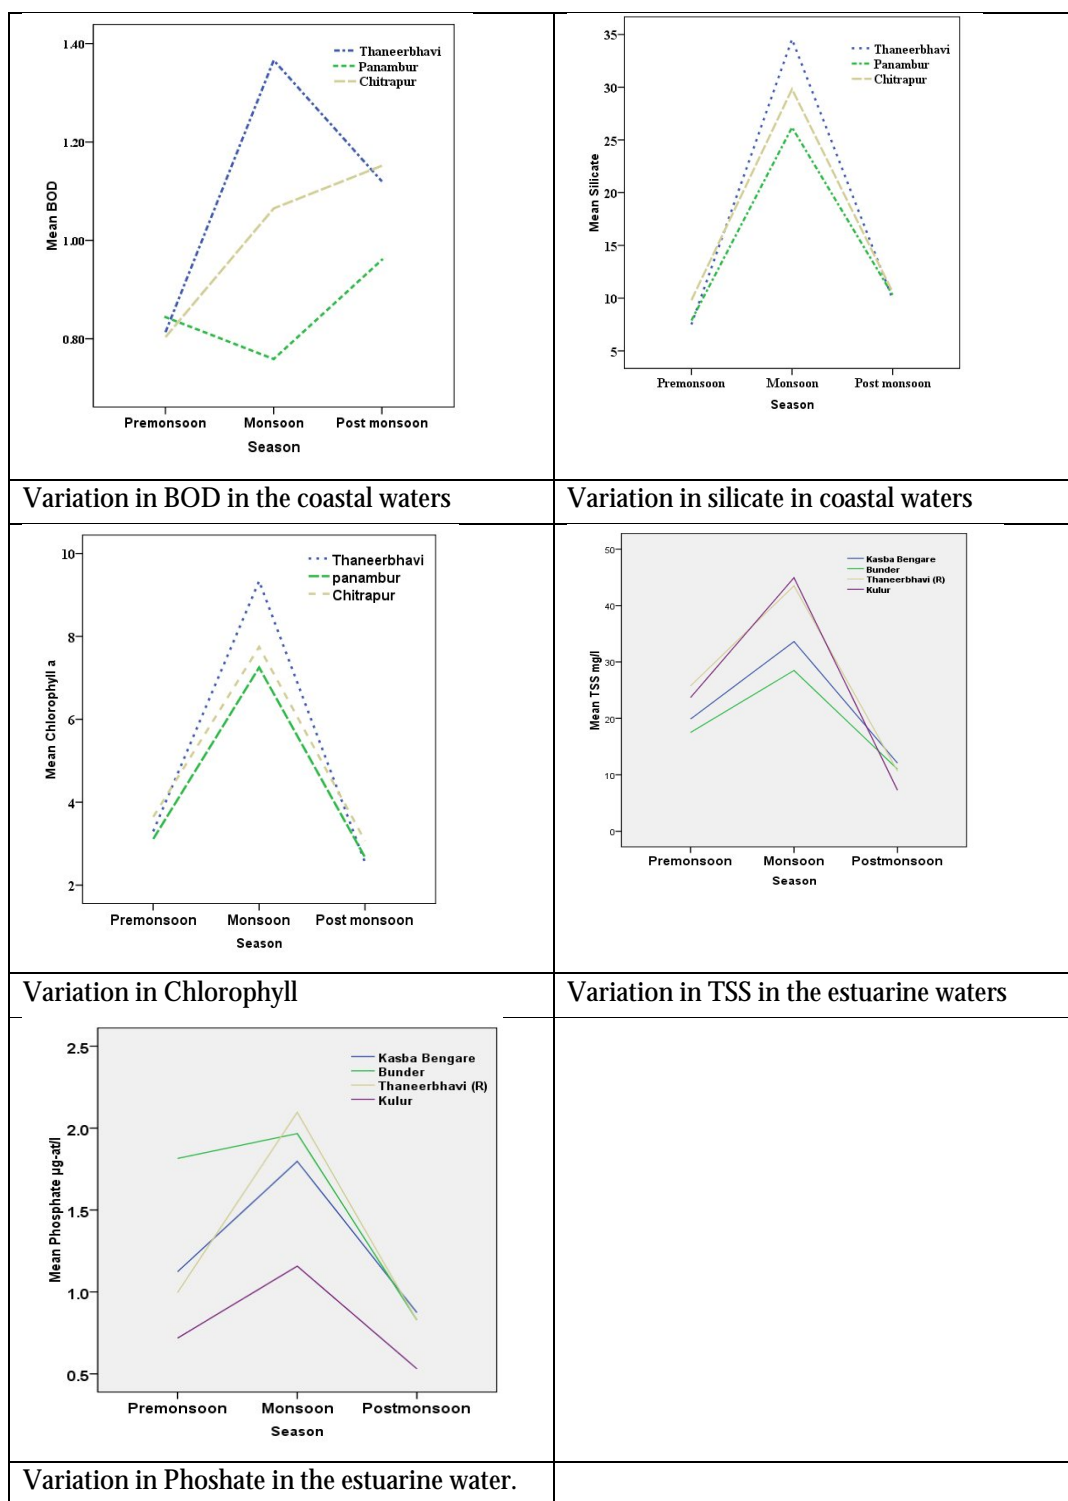 1.40
1.20
1.00
0.80
Mean BOD
Thaneerbhavi
Panambur
Chitrapur
Premonsoon Monsoon Post monsoon
Season
35
30
25
20
15
10
5
Mean Silicate
Thaneerbhavi
Panambur
Chitrapur
Premonsoon Monsoon Post monsoon
Season
Variation in BOD in the coastal waters
Variation in silicate in coastal waters
10
8
6
4
2
Mean Chlorophyll a
Thaneerbhavi
panambur
Chitrapur
Premonsoon Monsoon Post monsoon
Season
50
40
30
20
10
0
Mean TSS mg/l
Kasba Bengare
Bunder
Thaneerbhavi (R)
Kulur
Premonsoon Monsoon Postmonsoon
Season
Variation in Chlorophyll
Variation in TSS in the estuarine waters
2.5
2.0
1.5
1.0
0.5
Mean Phosphate µg-at/l
Kasba Bengare
Bunder
Thaneerbhavi (R)
Kulur
Premonsoon Monsoon Postmonsoon
Season
Variation in Phoshate in the estuarine water.